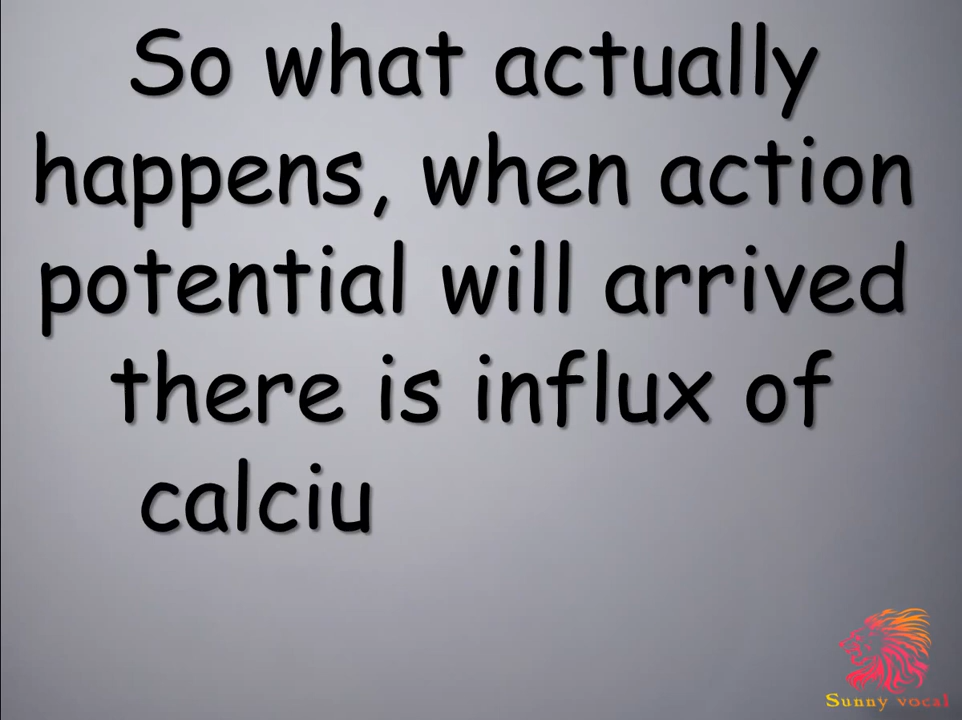 So what actually
happens, when action
potential will arrived
there is influx of
calciu
Sunny vocal